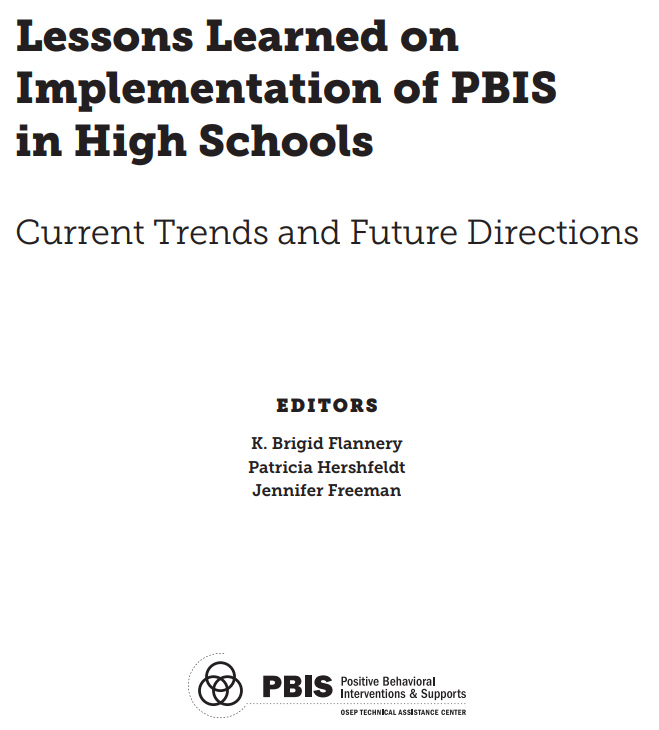 Lessons Learned on
Implementation of PBIS
in High Schools
Current Trends and Future Directions
EDITORS
K. Brigid Flannery
Patricia Hershfeldt
Jennifer Freeman
PBIS Positive Behavioral
Interventions & Supports
OSEP TECHNICAL ASSISTANCE CENTER